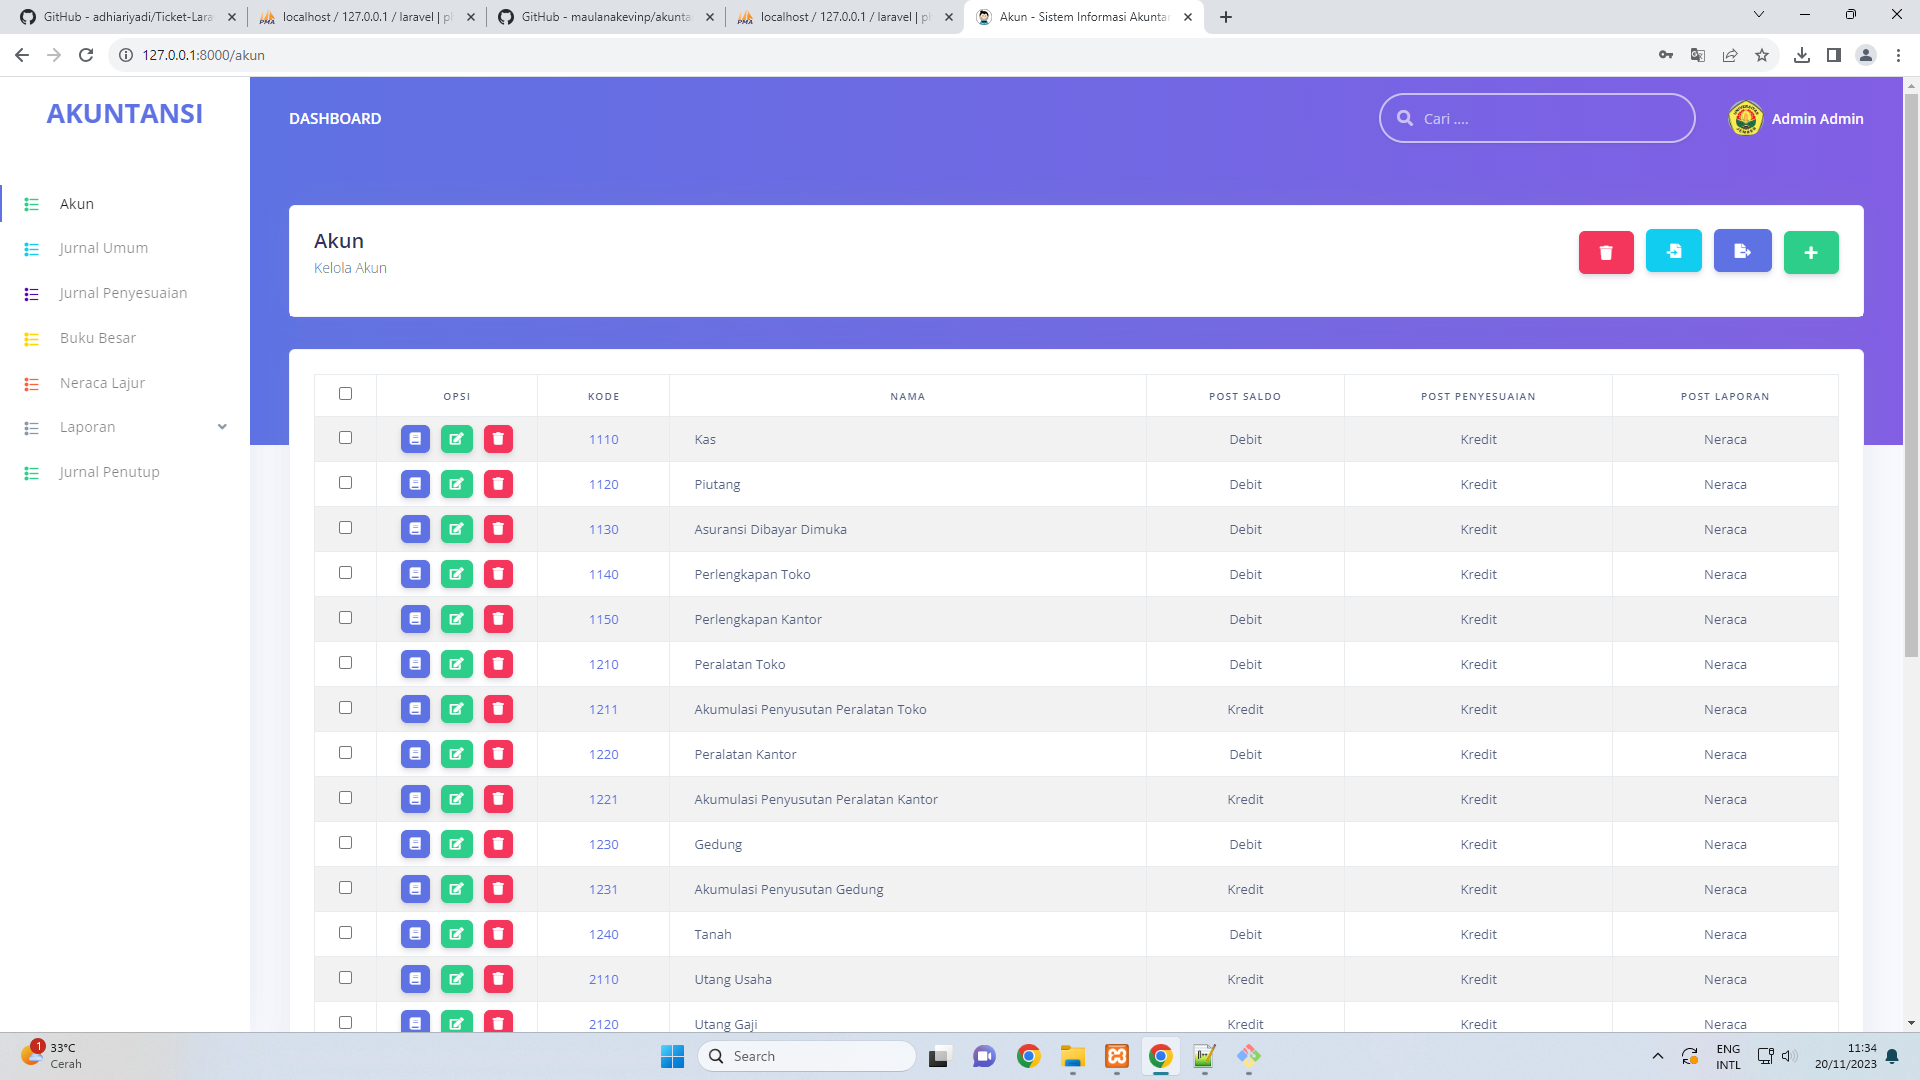 GitHub - adhiariyadi/Ticket-Lara
localhost / 127.0.0.1 / laravel | p
GitHub - maulanakevinp/akunta
localhost / 127.0.0.1 / laravel | p
Akun - Sistem Informasi Akuntan
127.0.0.1:8000/akun
AKUNTANSI
DASHBOARD
Cari ....
Admin Admin
Akun
Jurnal Umum
Jurnal Penyesuaian
Buku Besar
Neraca Lajur
Laporan
Jurnal Penutup
Akun
Kelola Akun
OPSI KODE NAMA POST SALDO POST PENYESUAIAN POST LAPORAN
1110 Kas Debit Kredit Neraca
1120 Piutang Debit Kredit Neraca
1130 Asuransi Dibayar Dimuka Debit Kredit Neraca
1140 Perlengkapan Toko Debit Kredit Neraca
1150 Perlengkapan Kantor Debit Kredit Neraca
1210 Peralatan Toko Debit Kredit Neraca
1211 Akumulasi Penyusutan Peralatan Toko Kredit Kredit Neraca
1220 Peralatan Kantor Debit Kredit Neraca
1221 Akumulasi Penyusutan Peralatan Kantor Kredit Kredit Neraca
1230 Gedung Debit Kredit Neraca
1231 Akumulasi Penyusutan Gedung Kredit Kredit Neraca
1240 Tanah Debit Kredit Neraca
2110 Utang Usaha Kredit Kredit Neraca
2120 Utang Gaji Kredit Kredit Neraca
1
33°C
Cerah
Search
ENG
INTL
11:34
20/11/2023